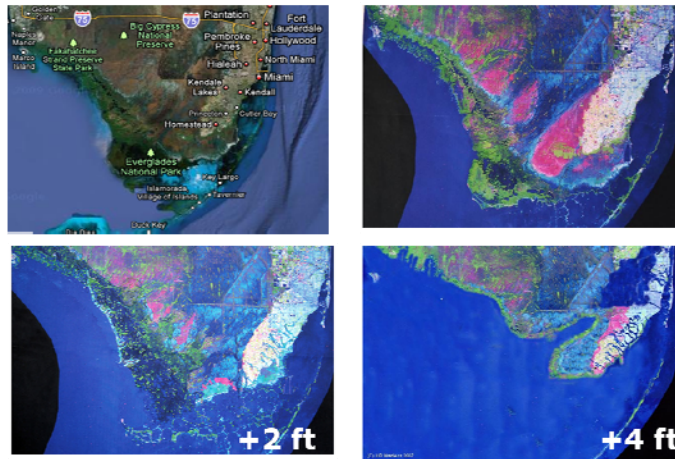 Golden
Gate
75
75
Big Cypress
National
Preserve
Plantation
Fort
Lauderdale
Naples
Manor
Marco
Island
Fakahatchee
Strand Preserve
State Park
Pembroke
Pines
Hollywood
Hialeah
North Miami
Miami
Kendale
Lakes
Kendall
Princeton
Cutler Bay
Homestead
Everglades
National Park
Key Largo
Islamorada
Village of Islands
Tavernier
Duck Key
+2 ft
+4 ft